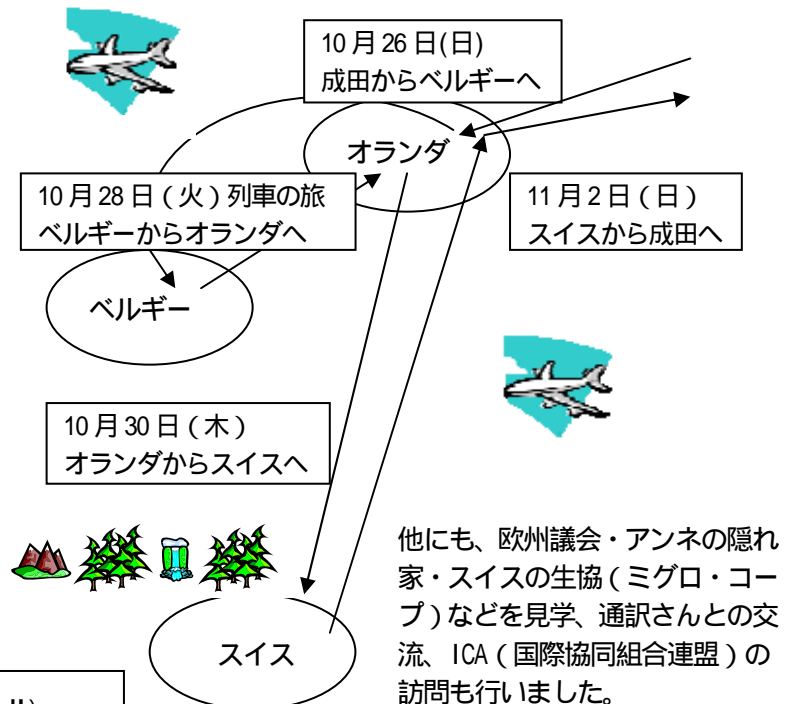 10月26日(日)
成田からベルギーへ
オランダ
10月28日(火)列車の旅
ベルギーからオランダへ
11月2日(日)
スイスから成田へ
ベルギー
10月30日(木)
オランダからスイスへ
他にも、欧州議会・アンネの隠れ
家・スイスの生協(ミグロ・コー
プ)などを見学、通訳さんとの交
流、ICA(国際協同組合連盟)の
訪問も行いました。
スイス